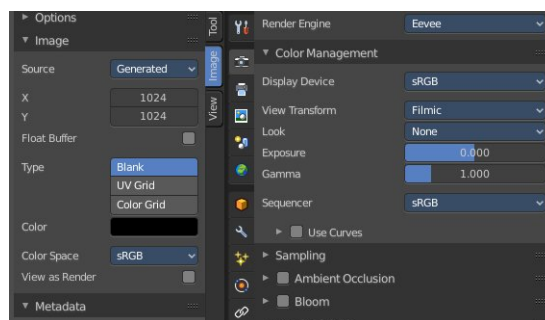 Options
Image
Source Generated
X 1024
Y 1024
Float Buffer
Type Blank
UV Grid
Color Grid
Color
Color Space sRGB
View as Render
Metadata
Tool
Image
View
Render Engine Eevee
Color Management
Display Device sRGB
View Transform Filmic
Look None
Exposure 0.000
Gamma 1.000
Sequencer sRGB
Use Curves
Sampling
Ambient Occlusion
Bloom